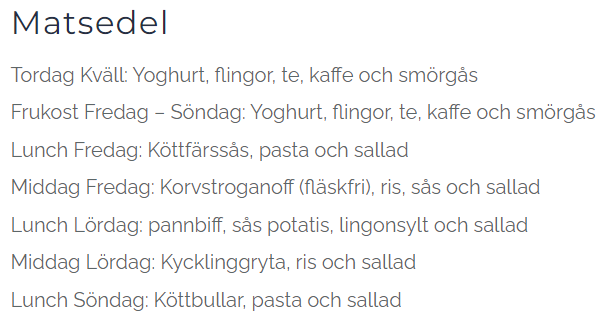 Matsedel
Tordag Kväll: Yoghurt, flingor, te, kaffe och smörgås
Frukost Fredag – Söndag: Yoghurt, flingor, te, kaffe och smörgås
Lunch Fredag: Köttfärssås, pasta och sallad
Middag Fredag: Korvstroganoff (fläskfri), ris, sås och sallad
Lunch Lördag: pannbiff, sås potatis, lingonsylt och sallad
Middag Lördag: Kycklinggryta, ris och sallad
Lunch Söndag: Köttbullar, pasta och sallad